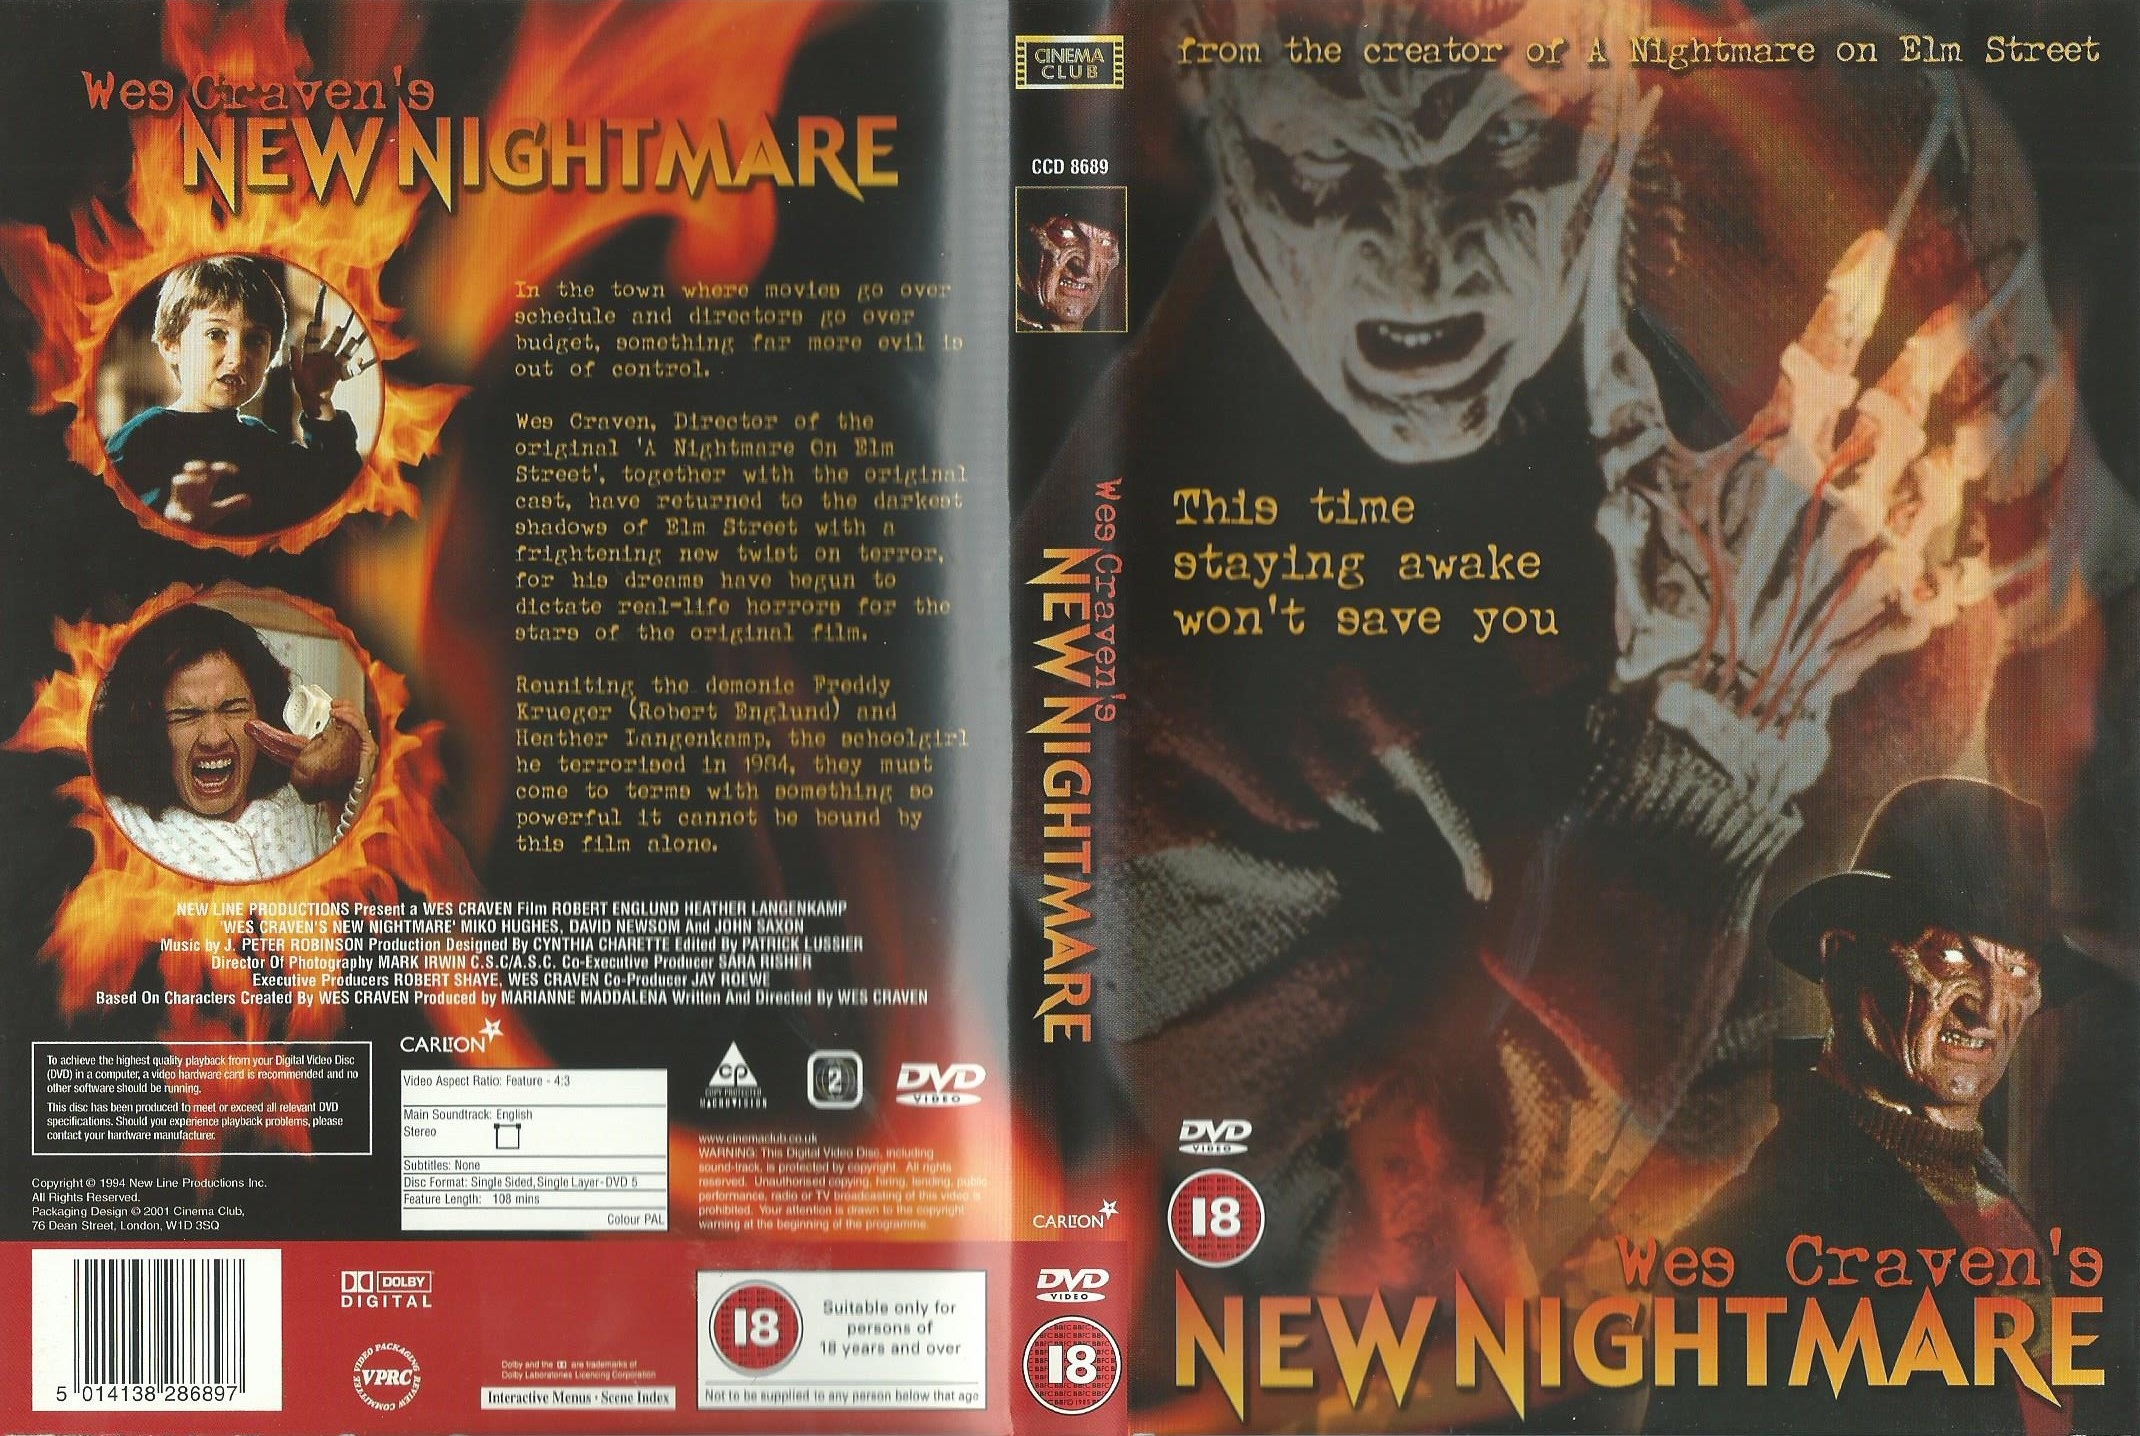 Wes Craven's
NEW NIGHTMARE
In the town where movies go over
schedule and directors go over
budget, something far more evil is
out of control.
Wes Craven, Director of the
original 'A Nightmare On Elm
Street', together with the original
cast, have returned to the darkest
shadows of Elm Street with a
frightening new twist on terror,
for his dreams have begun to
dictate real-life horrors for the
stars of the original film.
Reuniting the demonic Freddy
Krueger (Robert Englund) and
Heather Langenkamp, the schoolgirl
he terrorised in 1984, they must
come to terms with something so
powerful it cannot be bound by
this film alone.
NEW LINE PRODUCTIONS Present a WES CRAVEN Film ROBERT ENGLUND HEATHER LANGENKAMP
'WES CRAVEN'S NEW NIGHTMARE' MIKO HUGHES, DAVID NEWSOM And JOHN SAXON
Music by J. PETER ROBINSON Production Designed By CYNTHIA CHARETTE Edited By PATRICK LUSSIER
Director Of Photography MARK IRWIN C.S.C/A.S.C. Co-Executive Producer SARA RISHER
Executive Producers ROBERT SHAYE, WES CRAVEN Co-Producer JAY ROEWE
Based On Characters Created By WES CRAVEN Produced by MARIANNE MADDALENA Written And Directed By WES CRAVEN
To achieve the highest quality playback from your Digital Video Disc
(DVD) in a computer, a video hardware card is recommended and no
other software should be running.
This disc has been produced to meet or exceed all relevant DVD
specifications. Should you experience playback problems, please
contact your hardware manufacturer.
Copyright © 1994 New Line Productions Inc.
All Rights Reserved.
Packaging Design © 2001 Cinema Club,
76 Dean Street, London, W1D 3SQ
CARLTON
Video Aspect Ratio: Feature - 4:3
Main Soundtrack: English
Stereo
Subtitles: None
Disc Format: Single Sided, Single Layer-DVD 5
Feature Length: 108 mins
Colour PAL
cp
COPY PROTECTED
MACROVISION
2
DVD
VIDEO
www.cinemaclub.co.uk
WARNING: This Digital Video Disc, including
sound-track, is protected by copyright. All rights
reserved. Unauthorised copying, hiring, lending, public
performance, radio or TV broadcasting of this video is
prohibited. Your attention is drawn to the copyright
warning at the beginning of the programme.
5 014138 286897
DOLBY
DIGITAL
VIDEO PACKAGING REVIEW COMMITTEE
VPRC
Dolby and the are trademarks of
Dolby Laboratories Licencing Corporation
Interactive Menus · Scene Index
18
Suitable only for
persons of
18 years and over
Not to be supplied to any person below that age
CINEMA
CLUB
CCD 8689
Wes Craven's
NEW NIGHTMARE
CARLTON
DVD
VIDEO
18
from the creator of A Nightmare on Elm Street
This time
staying awake
won't save you
DVD
VIDEO
18
Wes Craven's
NEW NIGHTMARE